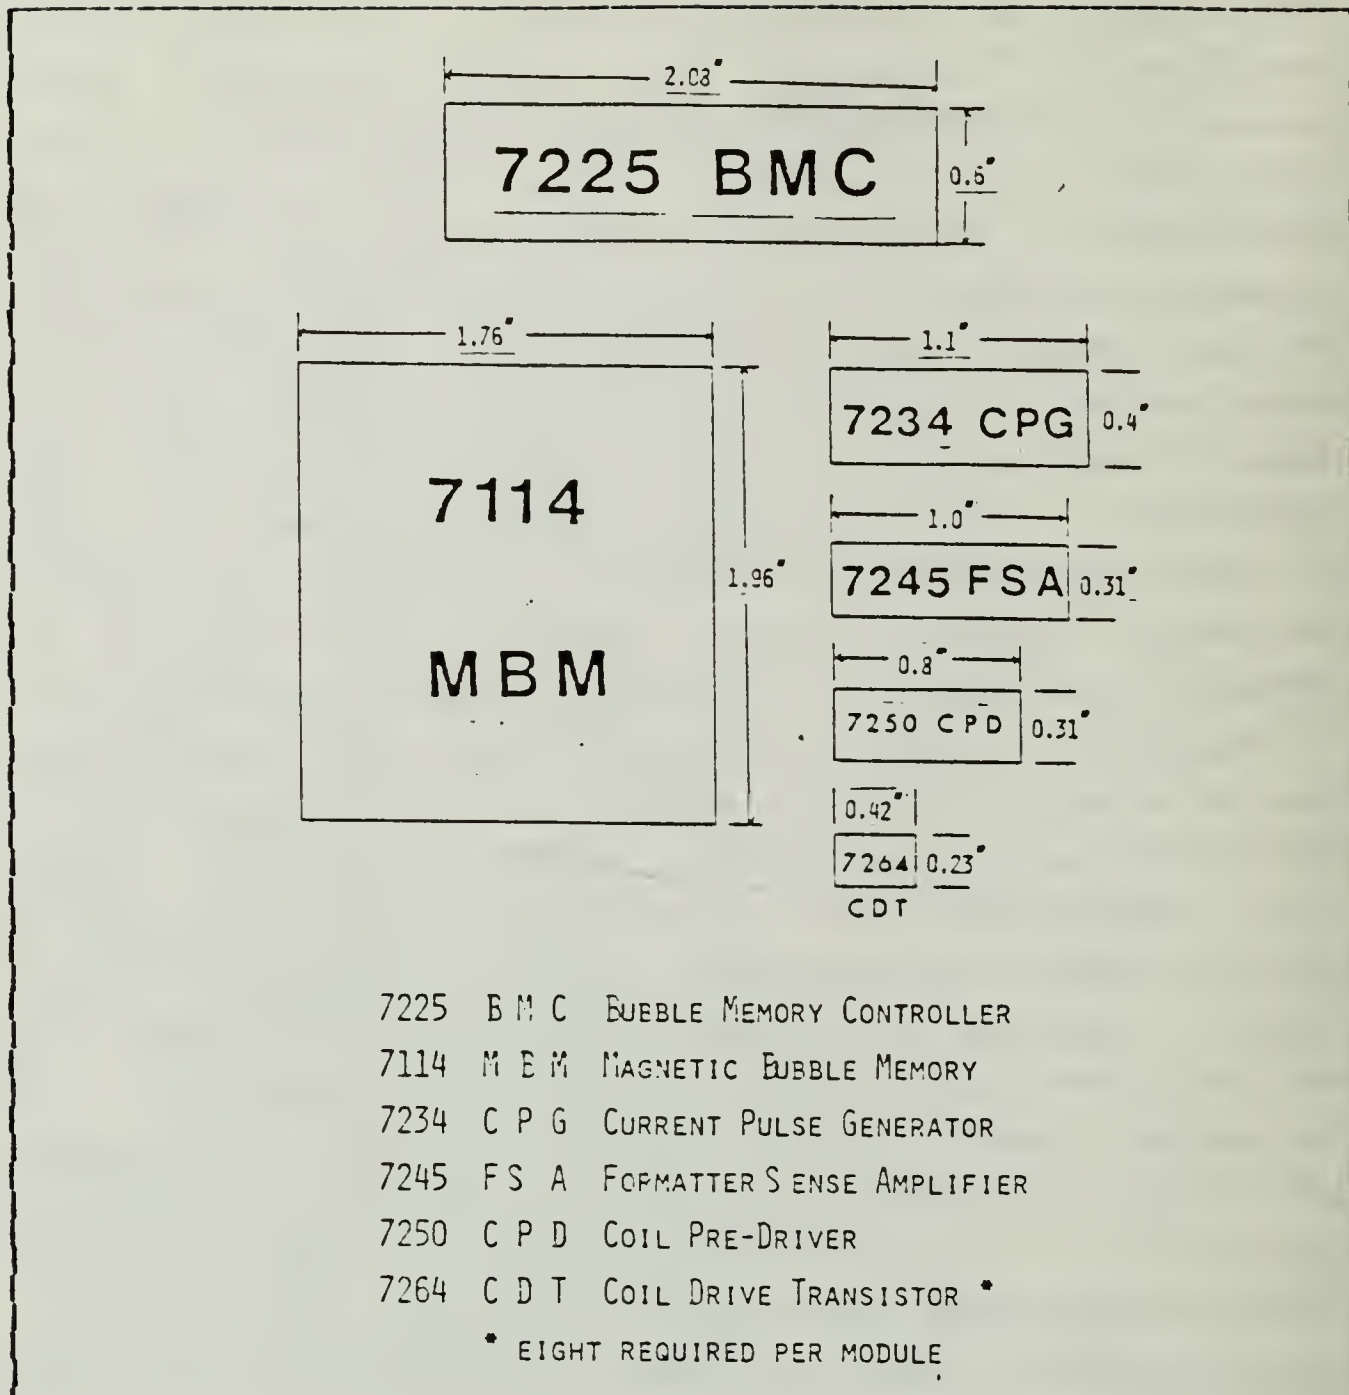 2.08"
7225 BMC
0.6"
1.76"
7114
MBM
1.96"
1.1"
7234 CPG
0.4"
1.0"
7245 FSA
0.31"
0.8"
7250 CPD
0.31"
0.42"
7264
0.23"
CDT
7225 BMC BUBBLE MEMORY CONTROLLER
7114 MBM MAGNETIC BUBBLE MEMORY
7234 CPG CURRENT PULSE GENERATOR
7245 FSA FORMATTER SENSE AMPLIFIER
7250 CPD COIL PRE-DRIVER
7264 CDT COIL DRIVE TRANSISTOR *
* EIGHT REQUIRED PER MODULE